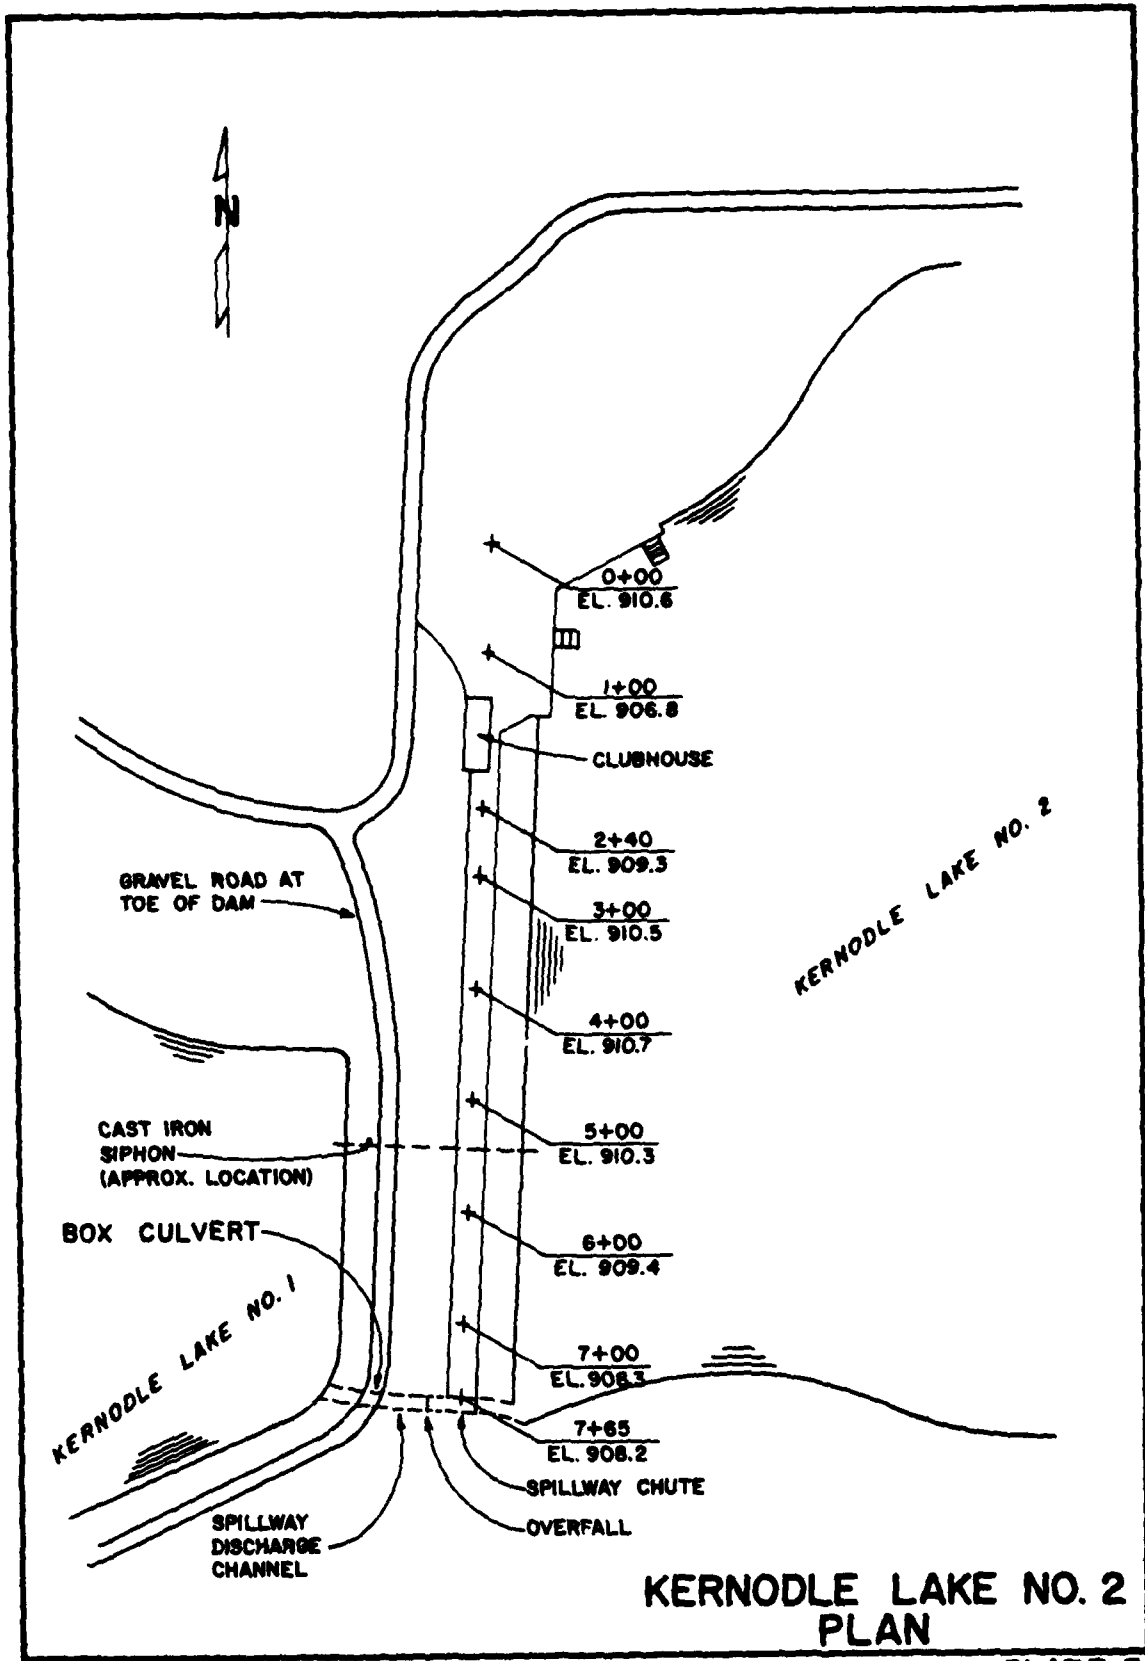 N
0+00
EL. 910.6
1+00
EL. 906.8
CLUBHOUSE
2+40
EL. 909.3
GRAVEL ROAD AT
TOE OF DAM
3+00
EL. 910.5
KERNODLE LAKE NO. 2
4+00
EL. 910.7
CAST IRON
SIPHON
(APPROX. LOCATION)
5+00
EL. 910.3
BOX CULVERT
6+00
EL. 909.4
KERNODLE LAKE NO. 1
7+00
EL. 908.3
7+65
EL. 908.2
SPILLWAY CHUTE
OVERFALL
SPILLWAY
DISCHARGE
CHANNEL
KERNODLE LAKE NO. 2
PLAN